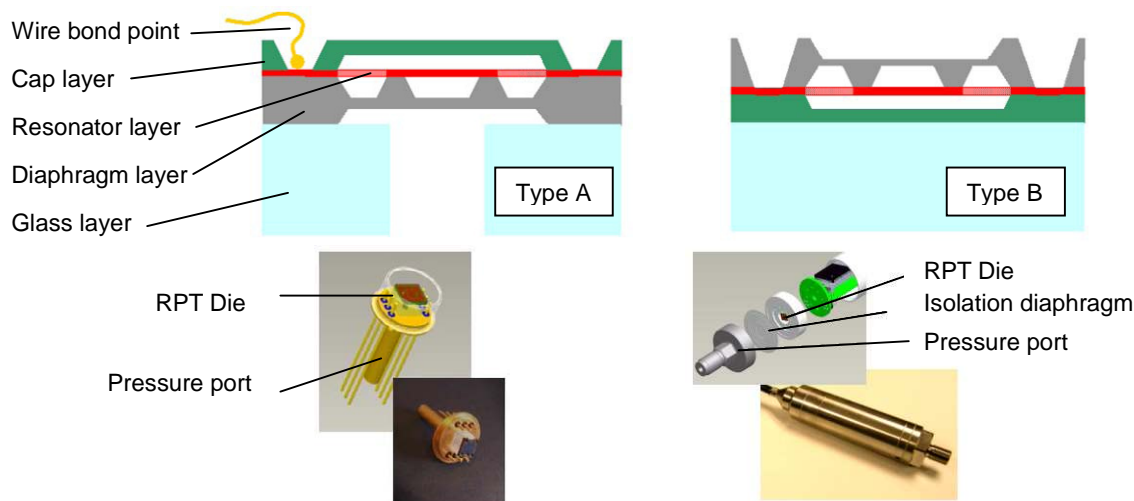 Wire bond point
Cap layer
Resonator layer
Diaphragm layer
Glass layer
Type A
Type B
RPT Die
Pressure port
RPT Die
Isolation diaphragm
Pressure port